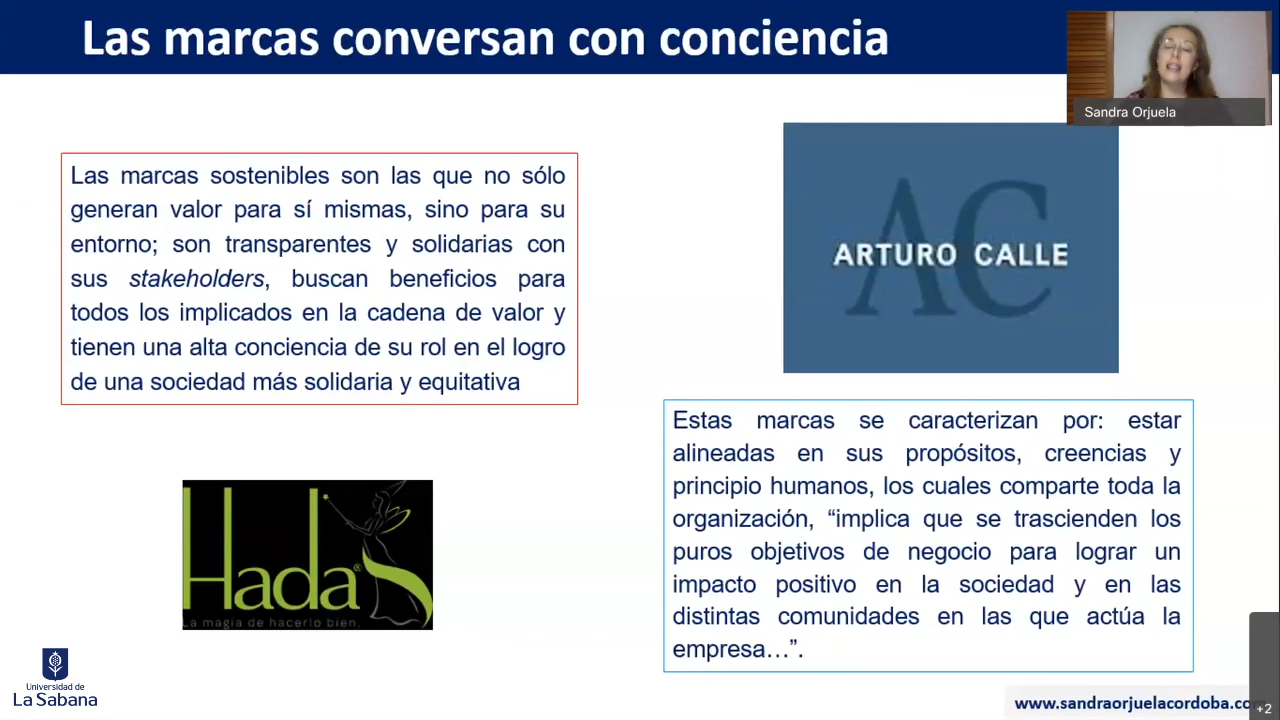 Las marcas conversan con conciencia
Sandra Orjuela
Las marcas sostenibles son las que no sólo
generan valor para sí mismas, sino para su
entorno; son transparentes y solidarias con
sus stakeholders, buscan beneficios para
todos los implicados en la cadena de valor y
tienen una alta conciencia de su rol en el logro
de una sociedad más solidaria y equitativa
AC
ARTURO CALLE
Estas marcas se caracterizan por: estar
alineadas en sus propósitos, creencias y
principio humanos, los cuales comparte toda la
organización, “implica que se trascienden los
puros objetivos de negocio para lograr un
impacto positivo en la sociedad y en las
distintas comunidades en las que actúa la
empresa…”.
Hadas®
La magia de hacerlo bien.
Universidad de
La Sabana
www.sandraorjuelacordoba.co
+2